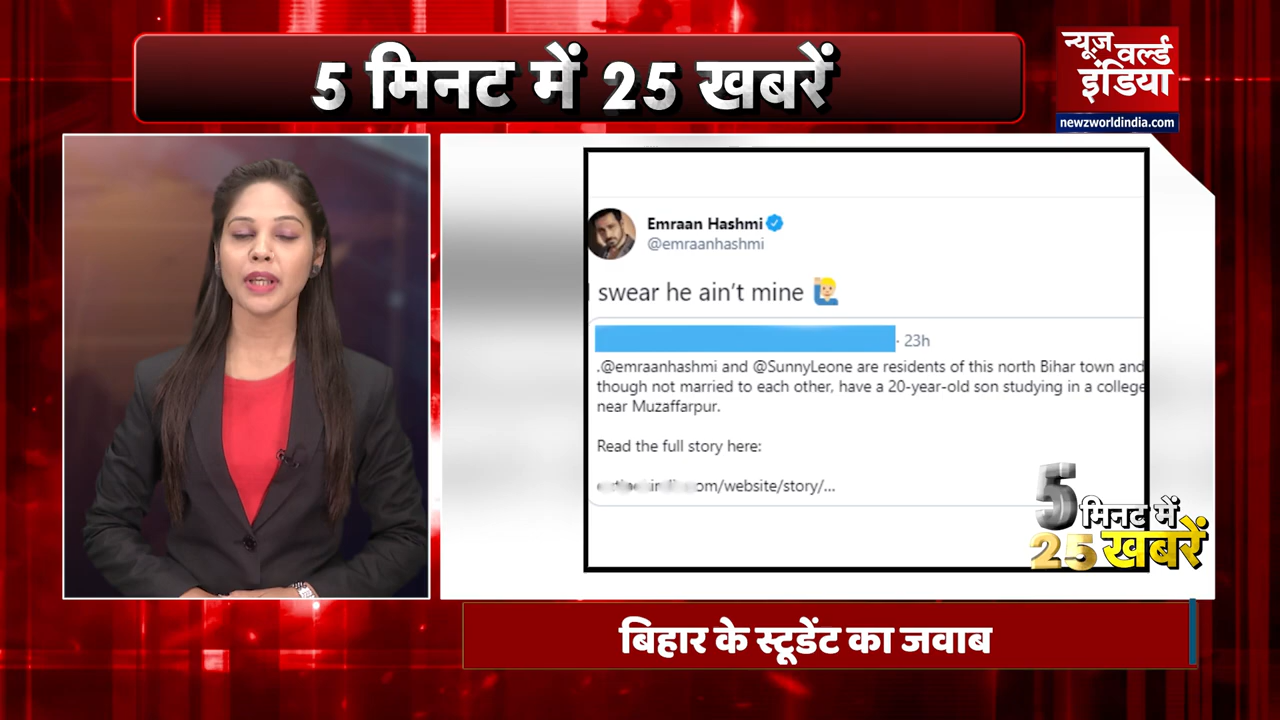 5 मिनट में 25 खबरें
न्यूज़
वर्ल्ड
इंडिया
newzworldindia.com
Emraan Hashmi
@emraanhashmi
I swear he ain't mine
· 23h
.@emraanhashmi and @SunnyLeone are residents of this north Bihar town and
though not married to each other, have a 20-year-old son studying in a college
near Muzaffarpur.
Read the full story here:
om/website/story/...
5 मिनट में
25 खबरें
बिहार के स्टूडेंट का जवाब